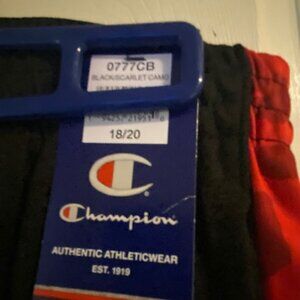 0777CB
BLACK/SCARLET CAMO
18/20
Champion
AUTHENTIC ATHLETICWEAR
EST. 1919